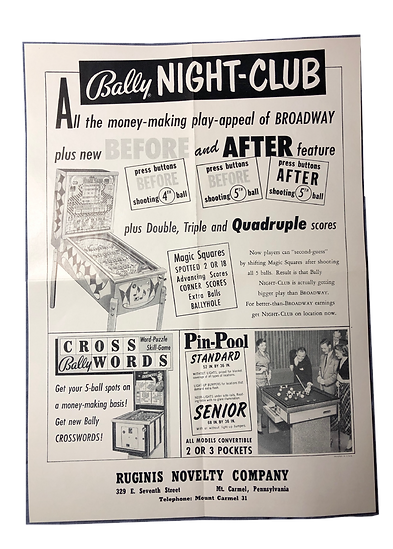 Bally NIGHT-CLUB
All the money-making play-appeal of BROADWAY
plus new BEFORE and AFTER feature
press buttons
BEFORE
shooting 4th ball
press buttons
BEFORE
shooting 5th ball
press buttons
AFTER
shooting 5th ball
plus Double, Triple and Quadruple scores
Magic Squares
SPOTTED 2 OR 18
Advancing Scores
CORNER SCORES
Extra Balls
BALLYHOLE
Now players can "second-guess"
by shifting Magic Squares after shooting
all 5 balls. Result is that Bally
NIGHT-CLUB is actually getting
bigger play than BROADWAY.
For better-than-BROADWAY earnings
get NIGHT-CLUB on location now.
CROSS
Word-Puzzle
Skill-Game
Bally WORDS
Get your 5-ball spots on
a money-making basis!
Get new Bally
CROSSWORDS!
Pin-Pool
STANDARD
52 IN. BY 36 IN.
SENIOR
ALL MODELS CONVERTIBLE
2 OR 3 POCKETS
RUGINIS NOVELTY COMPANY
329 E. Seventh Street Mt. Carmel, Pennsylvania
Telephone: Mount Carmel 31